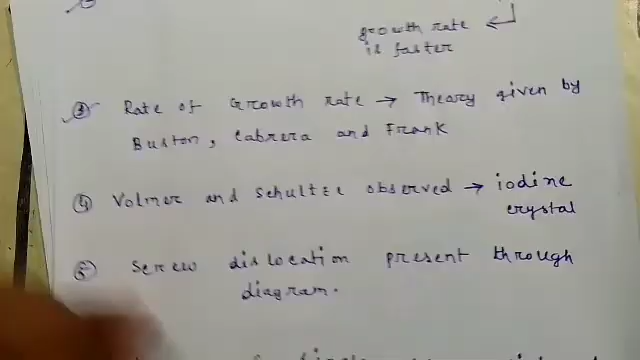 growth rate
is faster
③ Rate of Growth rate → Theory given by
Buston, Cabrera and Frank
④ Volmer and Schultze observed → iodine
crystal
⑤ Screw dislocation present through
diagram.